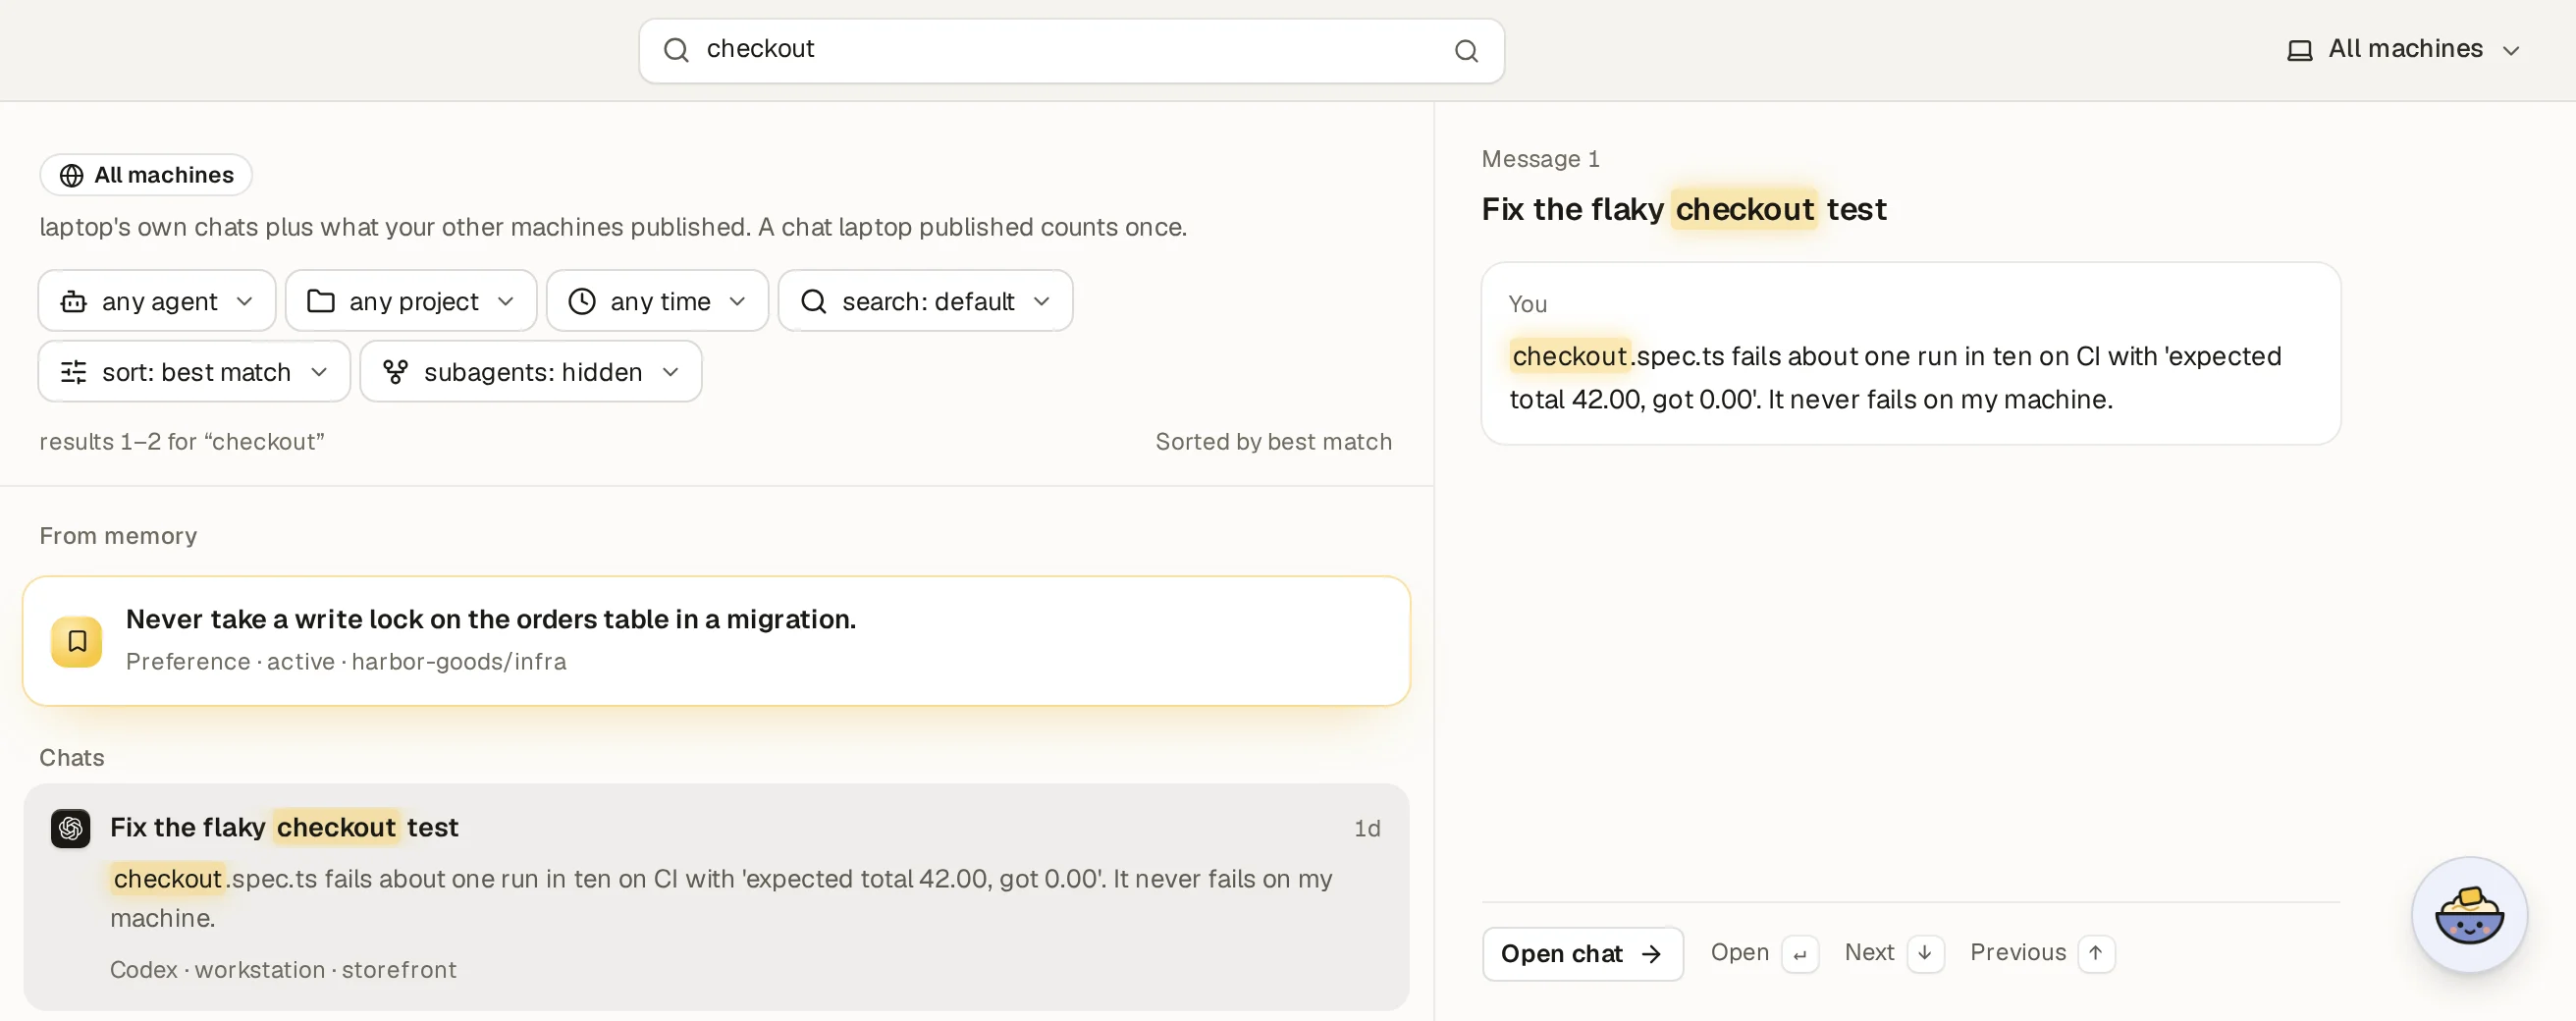 checkout
All machines
All machines
laptop's own chats plus what your other machines published. A chat laptop published counts once.
any agent
any project
any time
search: default
sort: best match
subagents: hidden
results 1–2 for “checkout”
Sorted by best match
From memory
Never take a write lock on the orders table in a migration.
Preference · active · harbor-goods/infra
Chats
Fix the flaky checkout test
1d
checkout.spec.ts fails about one run in ten on CI with 'expected total 42.00, got 0.00'. It never fails on my
machine.
Codex · workstation · storefront
Message 1
Fix the flaky checkout test
You
checkout.spec.ts fails about one run in ten on CI with 'expected
total 42.00, got 0.00'. It never fails on my machine.
Open chat →
Open ↵
Next ↓
Previous ↑